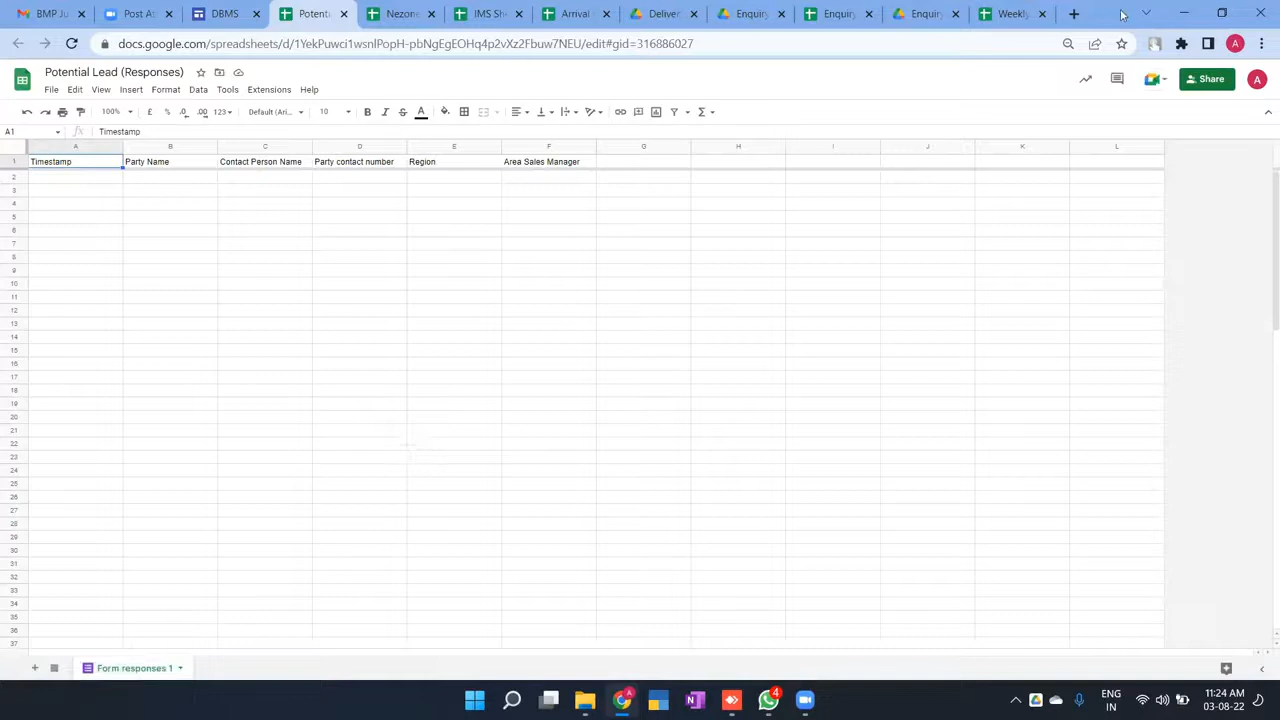 BMP Ju
Post At
DBMS
Potenti
Nezone
IMS Sh
Arrival
Deliver
Enquiry
Enquiry
Enquiry
Weekly
docs.google.com/spreadsheets/d/1YekPuwci1wsnlPopH-pbNgEgEOHq4p2vXz2Fbuw7NEU/edit#gid=316886027
A
Potential Lead (Responses)
File Edit View Insert Format Data Tools Extensions Help
Share
A
100% £ % .0 .00 123 Default (Ari... 10 B I S A
A1 fx Timestamp
A B C D E F G H I J K L
1 Timestamp Party Name Contact Person Name Party contact number Region Area Sales Manager
2
3
4
5
6
7
8
9
10
11
12
13
14
15
16
17
18
19
20
21
22
23
24
25
26
27
28
29
30
31
32
33
34
35
36
37
Form responses 1
4
ENG
IN
11:24 AM
03-08-22